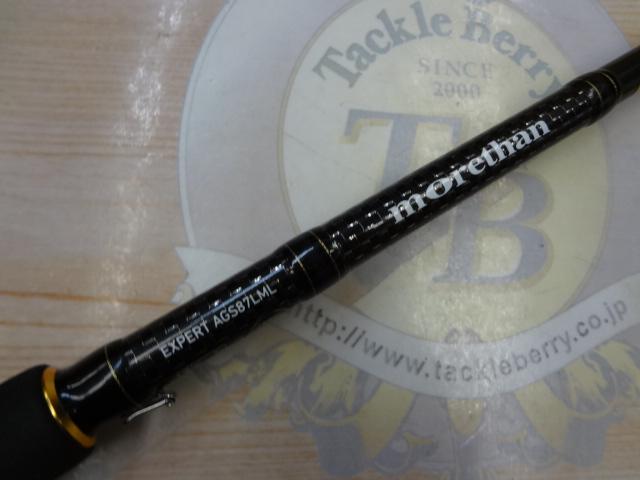 Tackle Berry
SINCE
2000
TB
morethan
EXPERT AGS87LML
http://www.tackleberry.co.jp